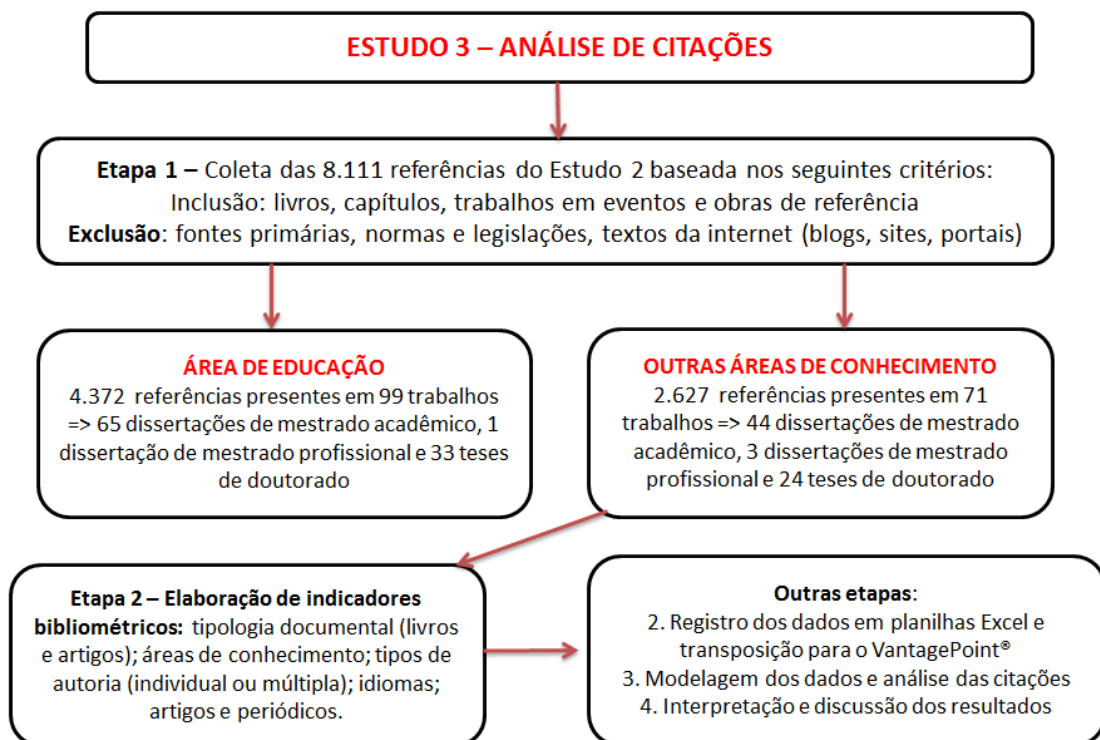 ESTUDO 3 – ANÁLISE DE CITAÇÕES
Etapa 1 – Coleta das 8.111 referências do Estudo 2 baseada nos seguintes critérios:
Inclusão: livros, capítulos, trabalhos em eventos e obras de referência
Exclusão: fontes primárias, normas e legislações, textos da internet (blogs, sites, portais)
ÁREA DE EDUCAÇÃO
4.372 referências presentes em 99 trabalhos
=> 65 dissertações de mestrado acadêmico, 1
dissertação de mestrado profissional e 33 teses
de doutorado
OUTRAS ÁREAS DE CONHECIMENTO
2.627 referências presentes em 71
trabalhos => 44 dissertações de mestrado
acadêmico, 3 dissertações de mestrado
profissional e 24 teses de doutorado
Etapa 2 – Elaboração de indicadores
bibliométricos: tipologia documental (livros
e artigos); áreas de conhecimento; tipos de
autoria (individual ou múltipla); idiomas;
artigos e periódicos.
Outras etapas:
2. Registro dos dados em planilhas Excel e
transposição para o VantagePoint®
3. Modelagem dos dados e análise das citações
4. Interpretação e discussão dos resultados